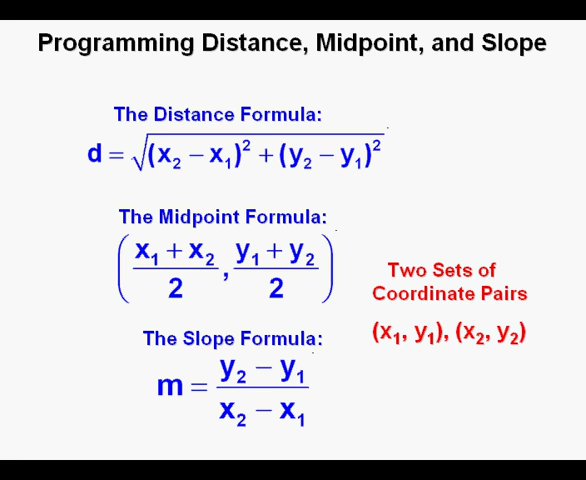 Programming Distance, Midpoint, and Slope
The Distance Formula:
d = √(x₂ − x₁)² + (y₂ − y₁)²
The Midpoint Formula:
(x₁ + x₂ / 2, y₁ + y₂ / 2)
Two Sets of
Coordinate Pairs
(x₁, y₁), (x₂, y₂)
The Slope Formula:
m = y₂ − y₁ / x₂ − x₁